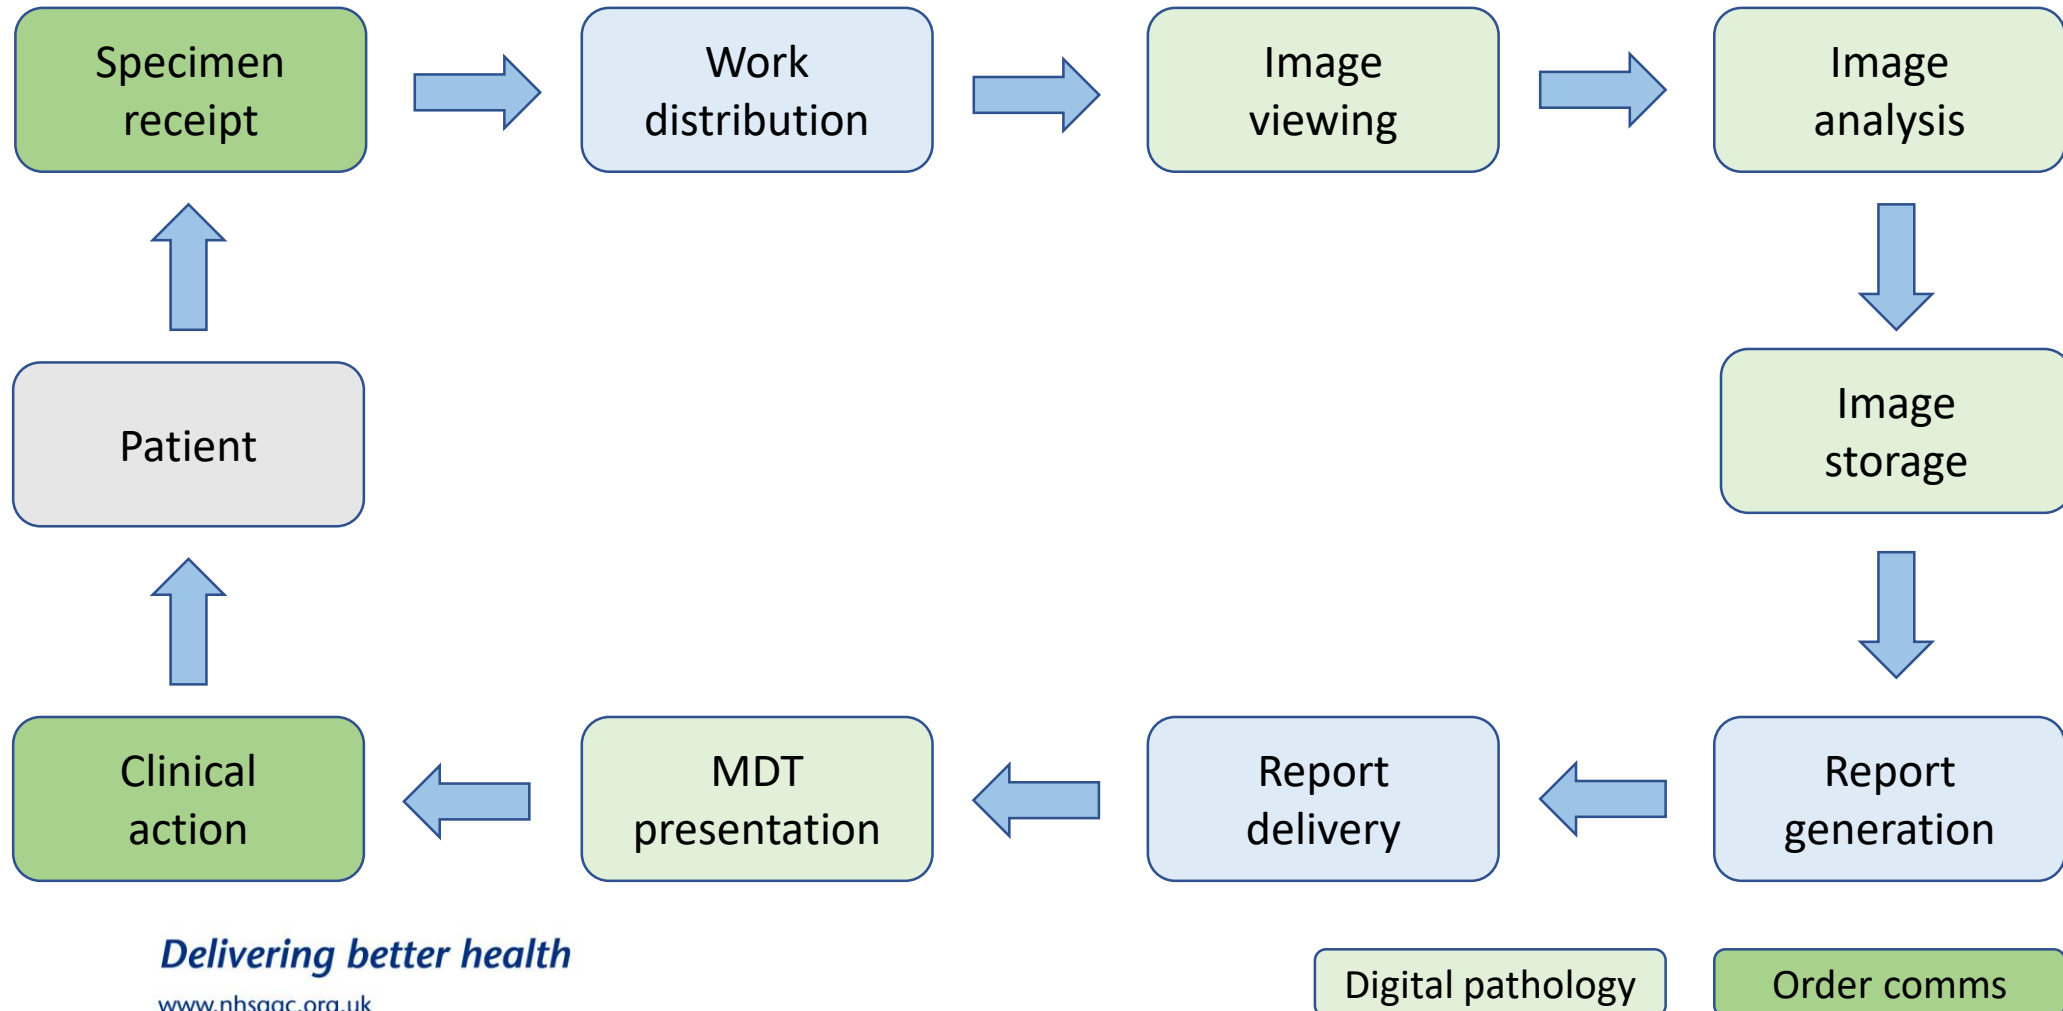 Specimen
receipt
Work
distribution
Image
viewing
Image
analysis
Patient
Image
storage
Clinical
action
MDT
presentation
Report
delivery
Report
generation
Delivering better health
www.nhsggc.org.uk
Digital pathology
Order comms